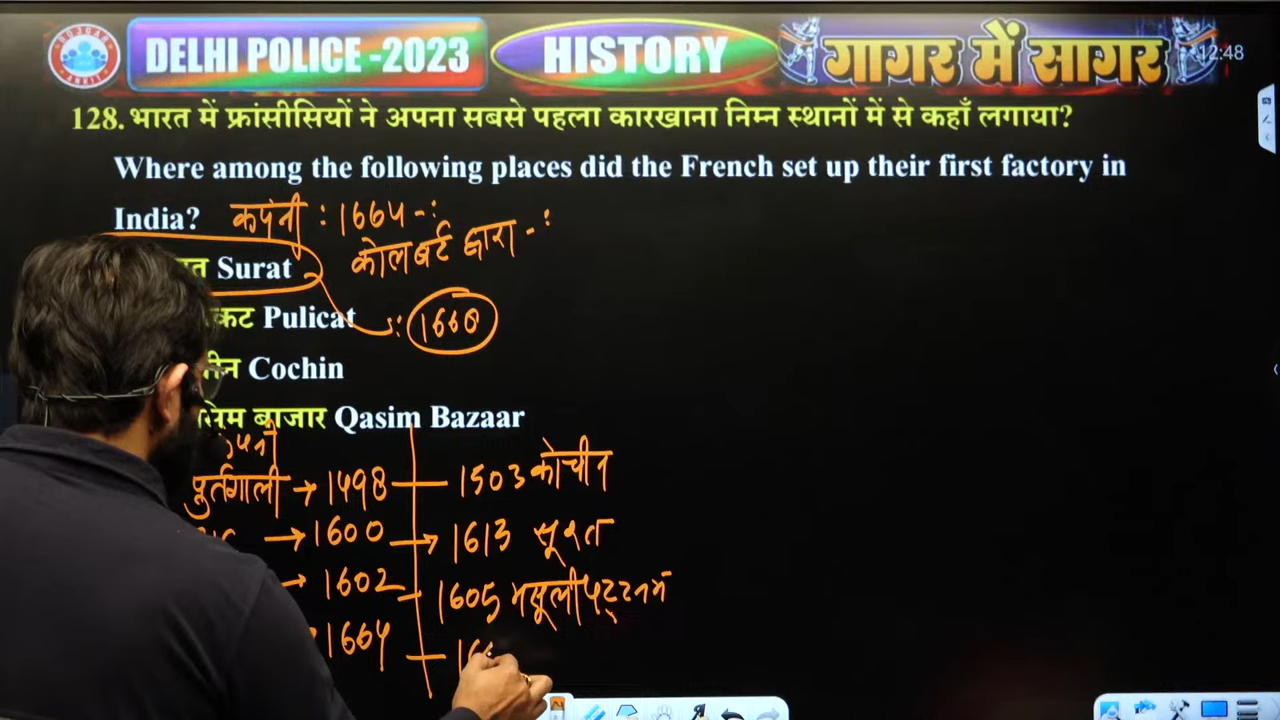 ROJGAR
ANKIT
DELHI POLICE -2023
HISTORY
गागर में सागर
12:48
128. भारत में फ्रांसीसियों ने अपना सबसे पहला कारखाना निम्न स्थानों में से कहाँ लगाया?
Where among the following places did the French set up their first factory in
India?
कंपनी : 1664 -:
कोलबर्ट द्वारा -:
Surat
Pulicat
: 1668
Cochin
बाजार Qasim Bazaar
पुर्तगाली → 1498 — 1503 कोचीन
→ 1600 → 1613 सूरत
→ 1602 — 1605 मसूलीपट्टनम
1664 —